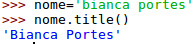 >>> nome='bianca portes'
>>> nome.title()
'Bianca Portes'